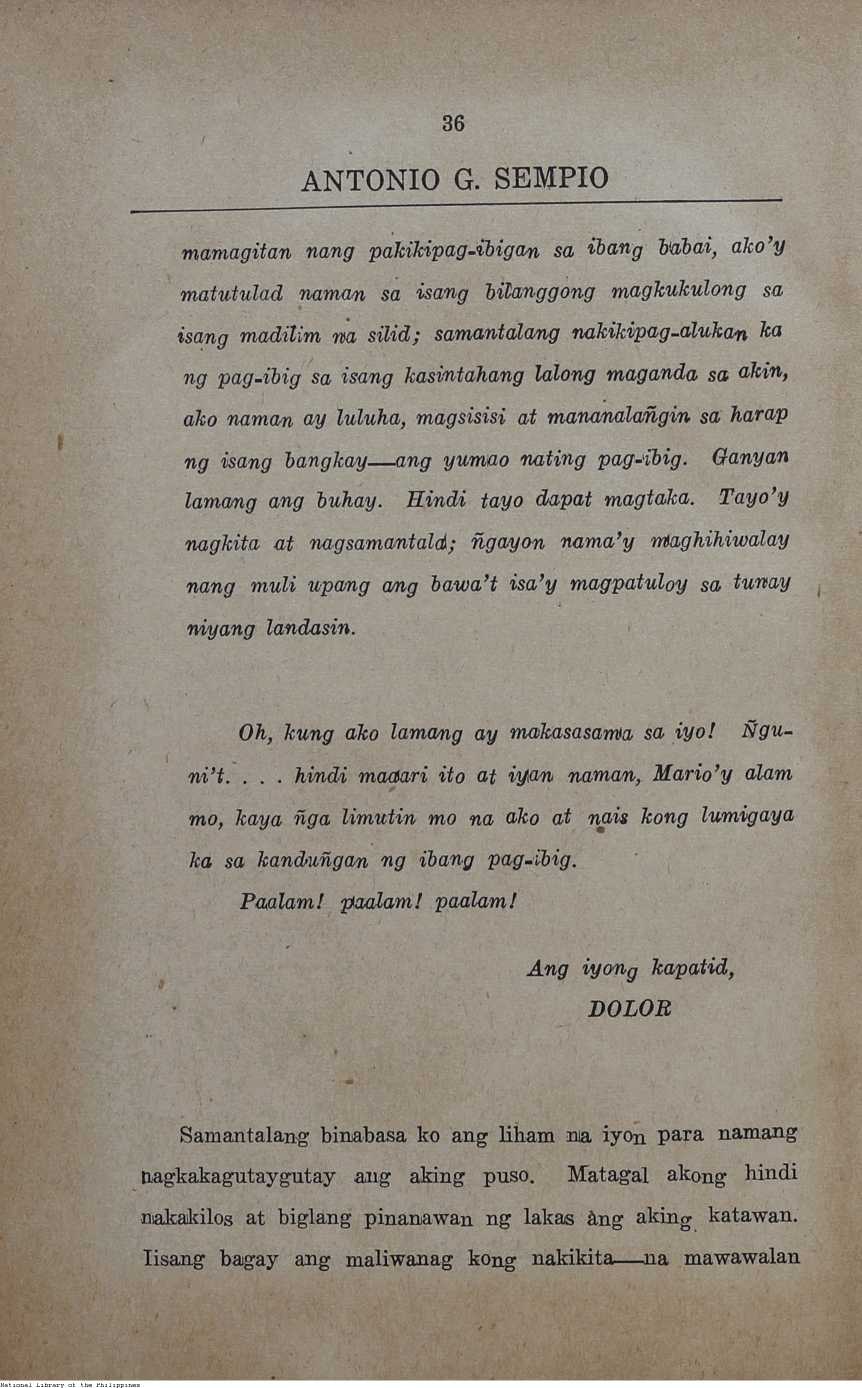 36
ANTONIO G. SEMPIO
mamagitan nang pakikipag-ibigan sa ibang babai, ako'y
matutulad naman sa isang bilanggong magkukulong sa
isang madilim na silid; samantalang nakikipag-alukan ka
ng pag-ibig sa isang kasintahang lalong maganda sa akin,
ako naman ay luluha, magsisisi at mananalañgin sa harap
ng isang bangkay—ang yumao nating pag-ibig. Ganyan
lamang ang buhay. Hindi tayo dapat magtaka. Tayo'y
nagkita at nagsamantala; ñgayon nama'y maghihiwalay
nang muli upang ang bawa't isa'y magpatuloy sa tunay
niyang landasin.
Oh, kung ako lamang ay makasasama sa iyo! Ñgu-
ni't. . . . hindi maaari ito at iyan naman, Mario'y alam
mo, kaya ñga limutin mo na ako at nais kong lumigaya
ka sa kanduñgan ng ibang pag-ibig.
Paalam! paalam! paalam!
Ang iyong kapatid,
DOLOR
Samantalang binabasa ko ang liham na iyon para namang
nagkakagutaygutay ang aking puso. Matagal akong hindi
nakakilos at biglang pinanawan ng lakas ang aking katawan.
Iisang bagay ang maliwanag kong nakikita—na mawawalan
National Library of the Philippines